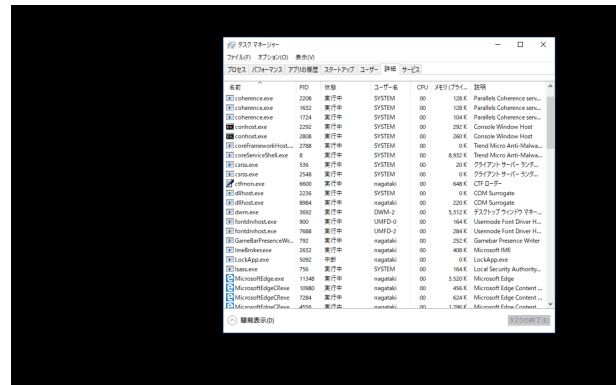 タスク マネージャー
ファイル(F) オプション(O) 表示(V)
プロセス パフォーマンス アプリの履歴 スタートアップ ユーザー 詳細 サービス
名前 PID 状態 ユーザー名 CPU メモリ (プライ... 説明
coherence.exe 2208 実行中 SYSTEM 00 128 K Parallels Coherence serv...
coherence.exe 1632 実行中 SYSTEM 00 128 K Parallels Coherence serv...
coherence.exe 1724 実行中 SYSTEM 00 104 K Parallels Coherence serv...
conhost.exe 2292 実行中 SYSTEM 00 292 K Console Window Host
conhost.exe 2808 実行中 SYSTEM 00 260 K Console Window Host
coreFrameworkHost.... 2788 実行中 SYSTEM 00 0 K Trend Micro Anti-Malwa...
coreServiceShell.exe 8 実行中 SYSTEM 00 8,932 K Trend Micro Anti-Malwa...
csrss.exe 536 実行中 SYSTEM 00 20 K クライアント サーバー ランタ...
csrss.exe 2548 実行中 SYSTEM 00 0 K クライアント サーバー ランタ...
ctfmon.exe 6600 実行中 nagataki 00 648 K CTF ローダー
dllhost.exe 2236 実行中 SYSTEM 00 0 K COM Surrogate
dllhost.exe 8984 実行中 nagataki 00 220 K COM Surrogate
dwm.exe 3692 実行中 DWM-2 00 5,312 K デスクトップ ウィンドウ マネー...
fontdrvhost.exe 900 実行中 UMFD-0 00 164 K Usermode Font Driver H...
fontdrvhost.exe 7688 実行中 UMFD-2 00 284 K Usermode Font Driver H...
GameBarPresenceWr... 792 実行中 nagataki 00 252 K Gamebar Presence Writer
ImeBroker.exe 2632 実行中 nagataki 00 408 K Microsoft IME
LockApp.exe 5092 中断 nagataki 00 0 K LockApp.exe
lsass.exe 756 実行中 SYSTEM 00 164 K Local Security Authority...
MicrosoftEdge.exe 11348 実行中 nagataki 00 3,520 K Microsoft Edge
MicrosoftEdgeCP.exe 10980 実行中 nagataki 00 456 K Microsoft Edge Content ...
MicrosoftEdgeCP.exe 7284 実行中 nagataki 00 624 K Microsoft Edge Content ...
MicrosoftEdgeCP.exe 4556 実行中 nagataki 00 1,296 K Microsoft Edge Content
簡易表示(D) タスクの終了(E)